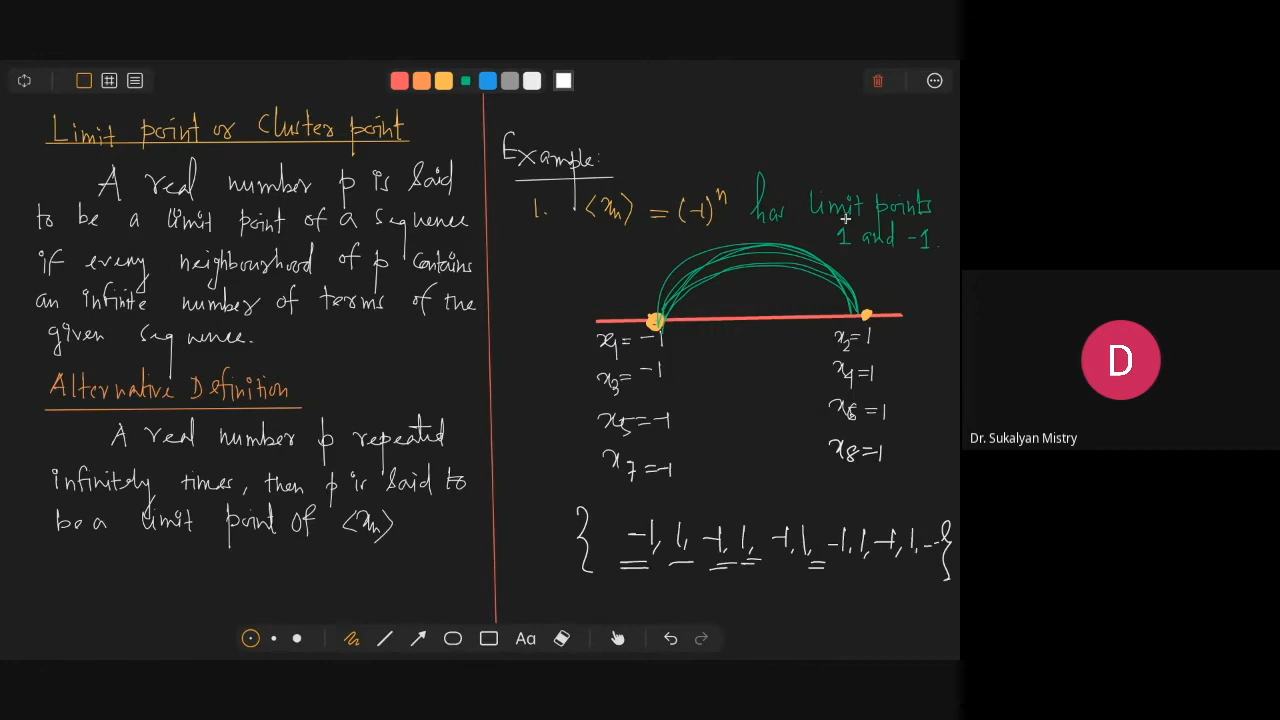 Limit point or Cluster point
A real number p is said
to be a limit point of a sequence
if every neighbourhood of p contains
an infinite number of terms of the
given sequence.
Alternative Definition
A real number p repeated
infinitely times, then p is said to
be a limit point of <xₙ>
Example:
1. <xₙ> = (-1)ⁿ has limit points
1 and -1.
x₁ = -1 x₂ = 1
x₃ = -1 x₄ = 1
x₅ = -1 x₆ = 1
x₇ = -1 x₈ = 1
{ -1, 1, -1, 1, -1, 1, -1, 1, -1, 1, -- }
Aa
D
Dr. Sukalyan Mistry